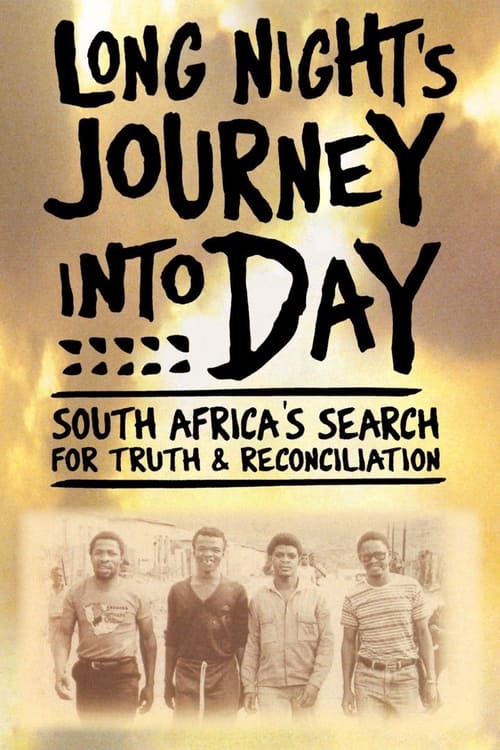 LONG NIGHT'S
JOURNEY
INTO DAY
SOUTH AFRICA'S SEARCH
FOR TRUTH & RECONCILIATION